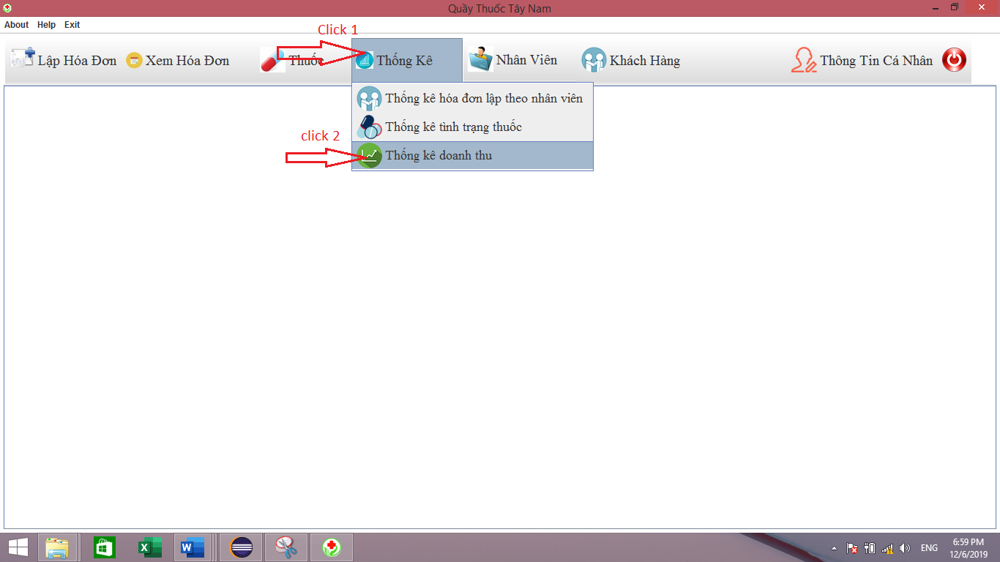 Quầy Thuốc Tây Nam
About Help Exit
Click 1
Lập Hóa Đơn Xem Hóa Đơn Thuốc Thống Kê Nhân Viên Khách Hàng Thông Tin Cá Nhân
Thống kê hóa đơn lập theo nhân viên
Thống kê tình trạng thuốc
click 2
Thống kê doanh thu
ENG
6:59 PM
12/6/2019